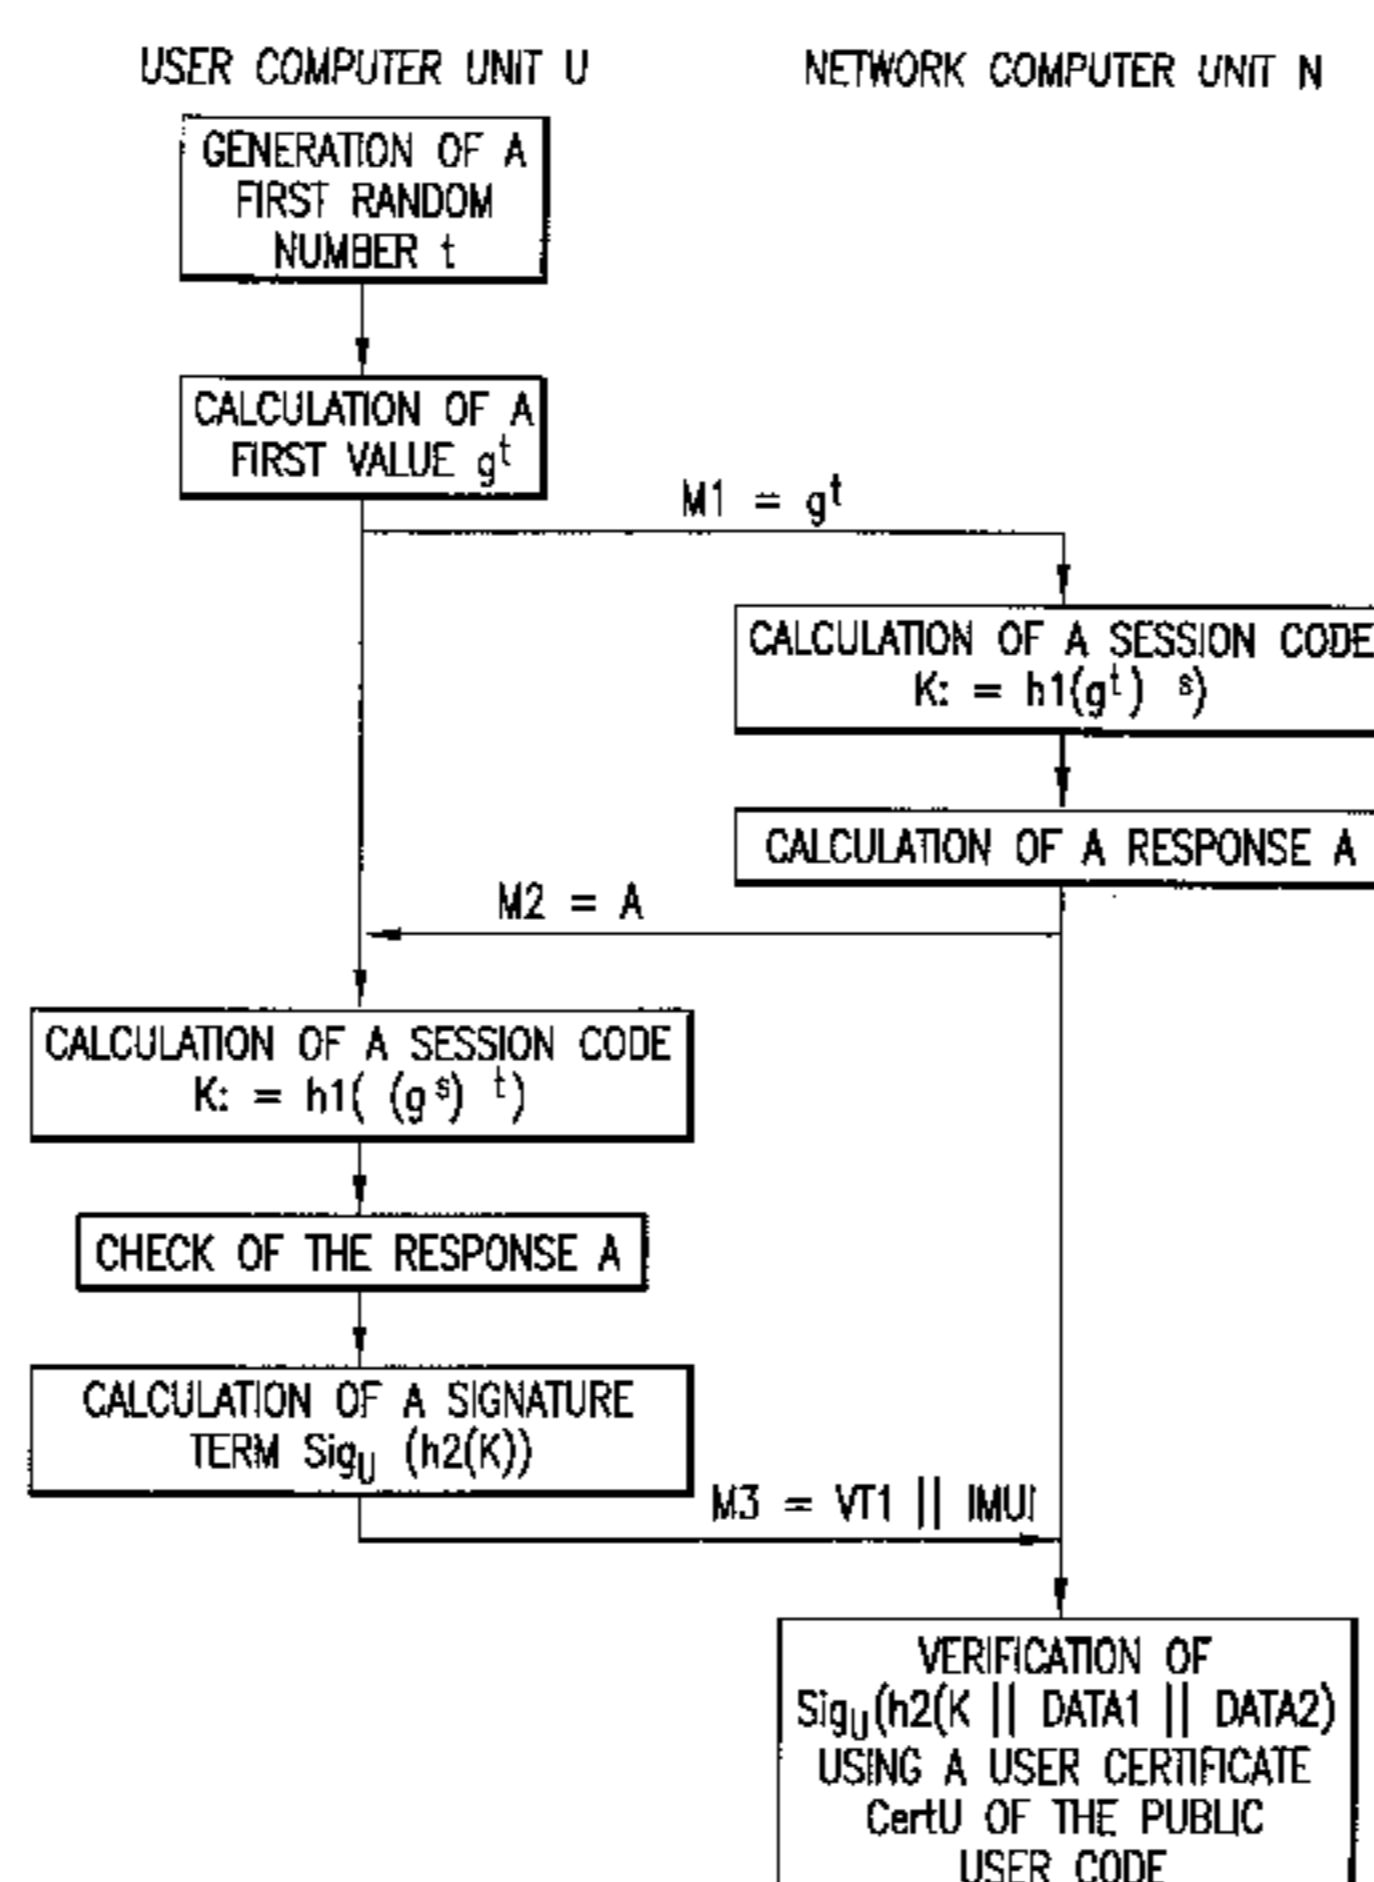 USER COMPUTER UNIT U
NETWORK COMPUTER UNIT N
GENERATION OF A
FIRST RANDOM
NUMBER t
CALCULATION OF A
FIRST VALUE g^t
M1 = g^t
CALCULATION OF A SESSION CODE
K: = h1(g^t) ^s)
CALCULATION OF A RESPONSE A
M2 = A
CALCULATION OF A SESSION CODE
K: = h1( (g^s) ^t)
CHECK OF THE RESPONSE A
CALCULATION OF A SIGNATURE
TERM Sig_U (h2(K))
M3 = VT1 || IMUI
VERIFICATION OF
Sig_U(h2(K || DATA1 || DATA2)
USING A USER CERTIFICATE
CertU OF THE PUBLIC
USER CODE